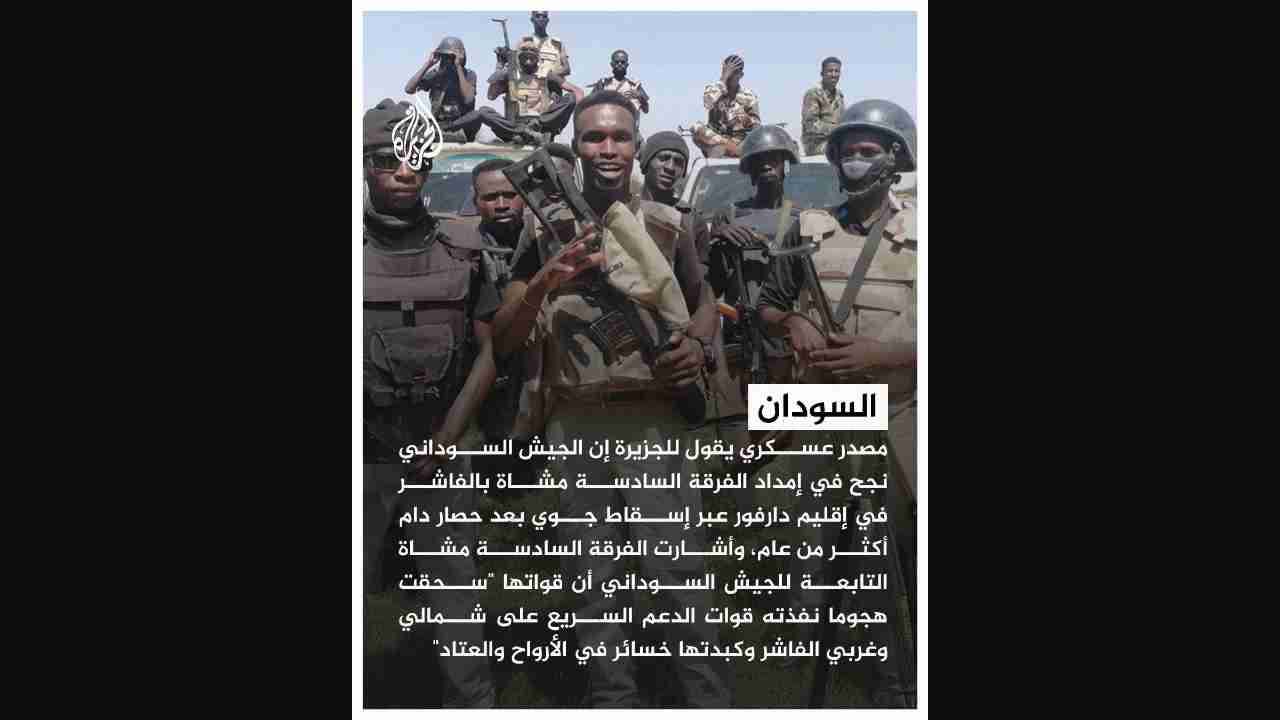 الجزيرة
السودان
مصدر عسكري يقول للجزيرة إن الجيش السوداني
نجح في إمداد الفرقة السادسة مشاة بالفاشر
في إقليم دارفور عبر إسقاط جوي بعد حصار دام
أكثر من عام، وأشارت الفرقة السادسة مشاة
التابعة للجيش السوداني أن قواتها "سحقت
هجوما نفذته قوات الدعم السريع على شمالي
وغربي الفاشر وكبدتها خسائر في الأرواح والعتاد"